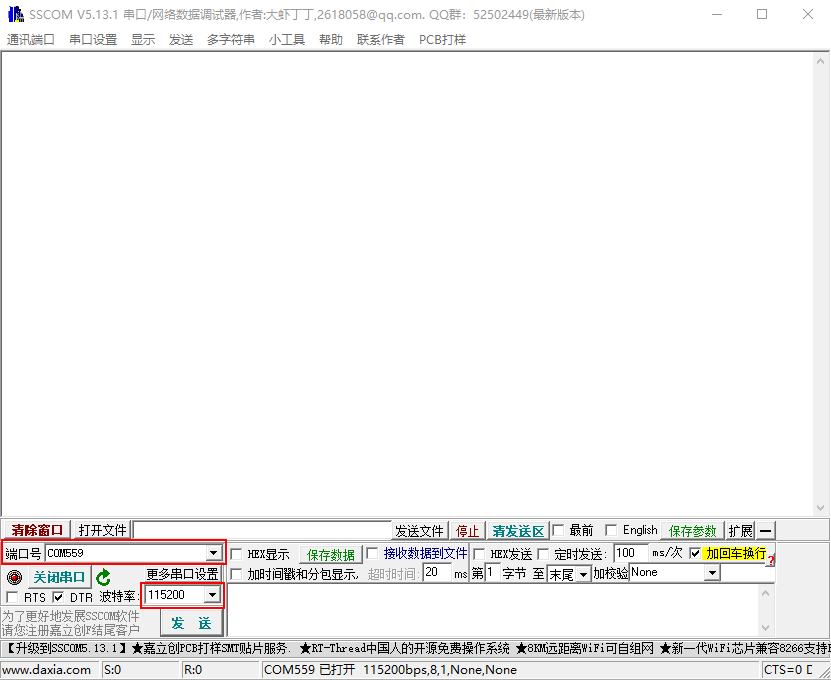 SSCOM V5.13.1 串口/网络数据调试器,作者:大虾丁丁,2618058@qq.com. QQ群: 52502449(最新版本)
通讯端口 串口设置 显示 发送 多字符串 小工具 帮助 联系作者 PCB打样
清除窗口 打开文件 发送文件 停止 清发送区 最前 English 保存参数 扩展 —
端口号 COM559 HEX显示 保存数据 接收数据到文件 HEX发送 定时发送: 100 ms/次 加回车换行 ?
关闭串口 更多串口设置 加时间戳和分包显示, 超时时间: 20 ms 第 1 字节 至 末尾 加校验 None
RTS DTR 波特率: 115200
为了更好地发展SSCOM软件
请您注册嘉立创F结尾客户
发 送
【升级到SSCOM5.13.1】★嘉立创PCB打样SMT贴片服务. ★RT-Thread中国人的开源免费操作系统 ★8KM远距离WiFi可自组网 ★新一代WiFi芯片兼容8266支持
www.daxia.com S:0 R:0 COM559 已打开 115200bps,8,1,None,None CTS=0